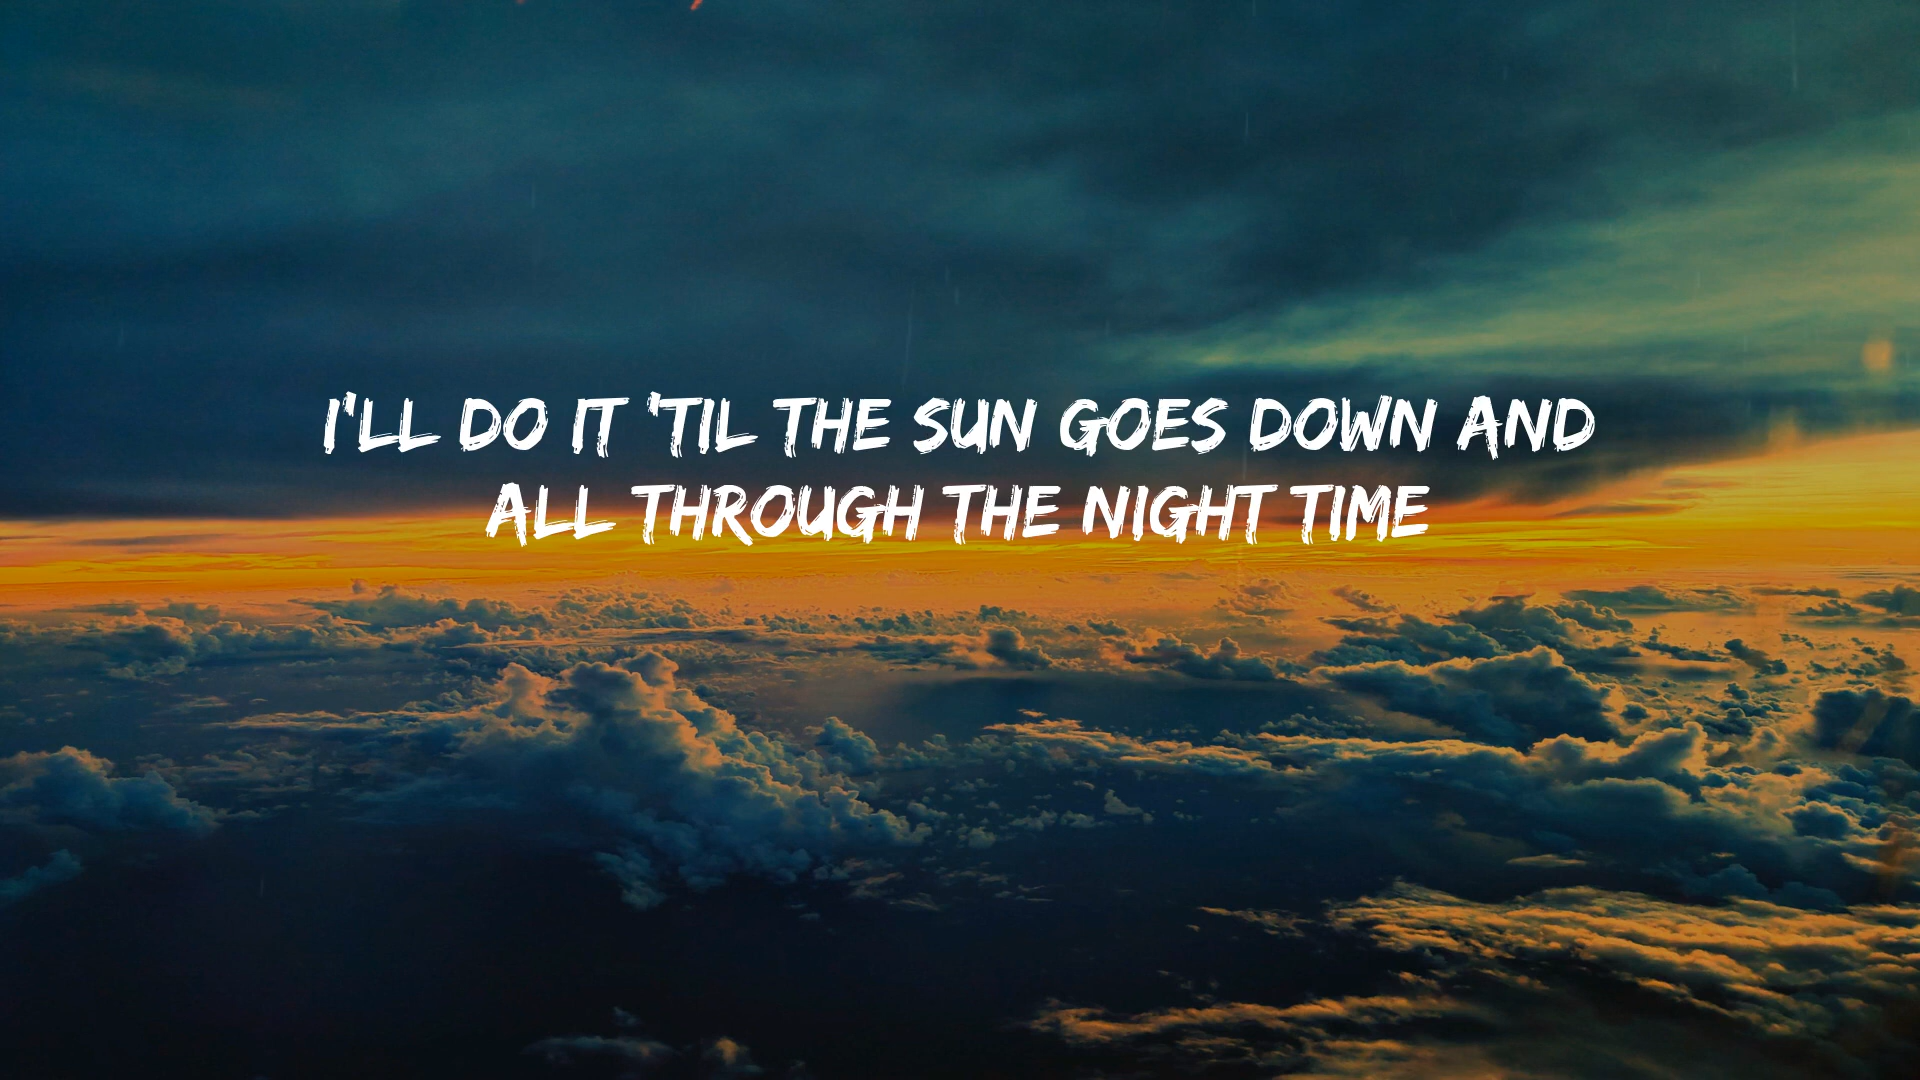 I'LL DO IT 'TIL THE SUN GOES DOWN AND
ALL THROUGH THE NIGHT TIME